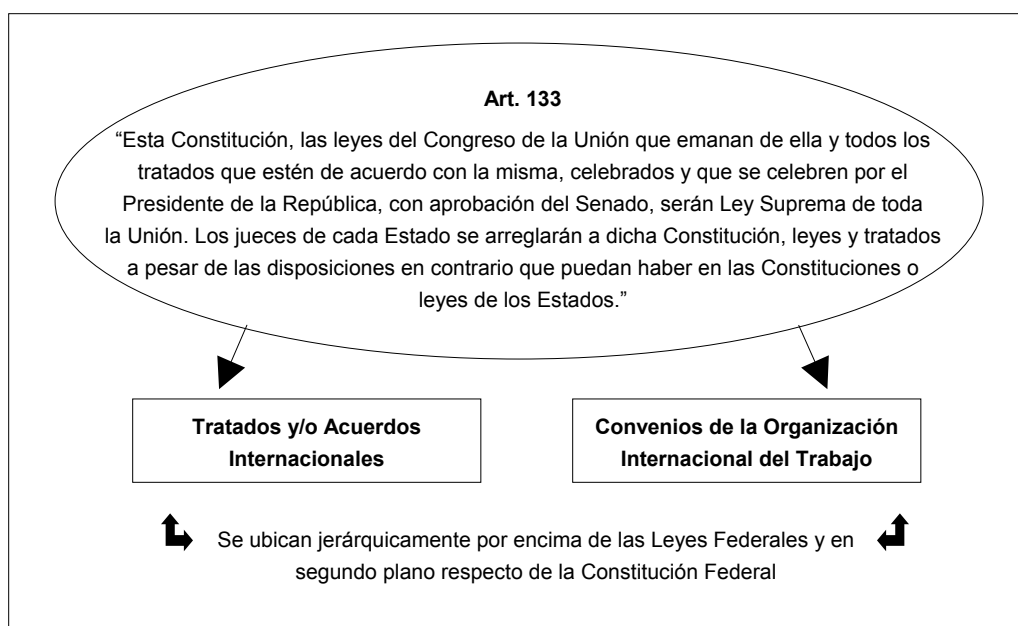 Art. 133
“Esta Constitución, las leyes del Congreso de la Unión que emanan de ella y todos los
tratados que estén de acuerdo con la misma, celebrados y que se celebren por el
Presidente de la República, con aprobación del Senado, serán Ley Suprema de toda
la Unión. Los jueces de cada Estado se arreglarán a dicha Constitución, leyes y tratados
a pesar de las disposiciones en contrario que puedan haber en las Constituciones o
leyes de los Estados.”
Tratados y/o Acuerdos
Internacionales
Convenios de la Organización
Internacional del Trabajo
Se ubican jerárquicamente por encima de las Leyes Federales y en
segundo plano respecto de la Constitución Federal